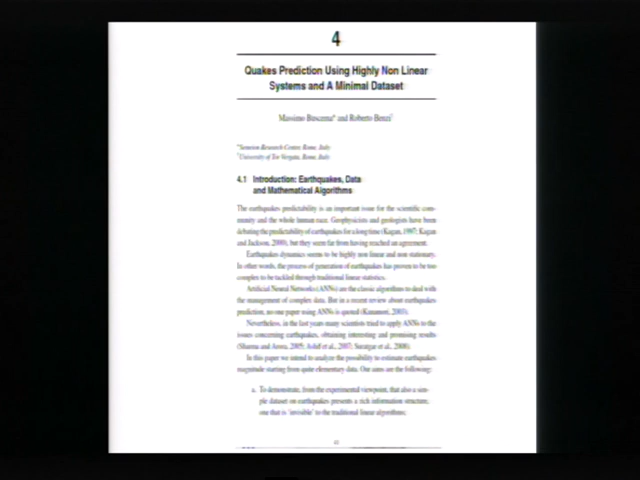 4
Quakes Prediction Using Highly Non Linear
Systems and A Minimal Dataset
Massimo Buscema* and Roberto Benzi†
*Semeion Research Center, Rome, Italy
†University of Tor Vergata, Rome, Italy
4.1 Introduction: Earthquakes, Data
and Mathematical Algorithms
The earthquakes predictability is an important issue for the scientific com-
munity and the whole human race. Geophysicists and geologists have been
debating the predictability of earthquakes for a long time (Kagan, 1997; Kagan
and Jackson, 2000), but they seem far from having reached an agreement.
Earthquakes dynamics seems to be highly non linear and non stationary.
In other words, the process of generation of earthquakes has proven to be too
complex to be tackled through traditional linear statistics.
Artificial Neural Networks (ANNs) are the classic algorithms to deal with
the management of complex data. But in a recent review about earthquakes
prediction, no one paper using ANNs is quoted (Kanamori, 2003).
Nevertheless, in the last years many scientists tried to apply ANNs to the
issues concerning earthquakes, obtaining interesting and promising results
(Sharma and Arora, 2005; et al., 2007; Suratgar et al., 2008).
In this paper we intend to analyze the possibility to estimate earthquakes
magnitude starting from quite elementary data. Our aims are the following:
a. To demonstrate, from the experimental viewpoint, that also a sim-
ple dataset on earthquakes presents a rich information structure,
one that is 'invisible' to the traditional linear algorithms;